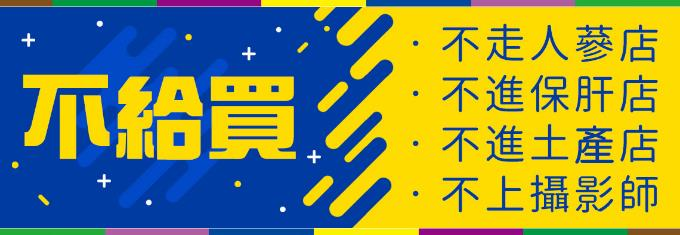 不給買
· 不走人蔘店
· 不進保肝店
· 不進土產店
· 不上攝影師